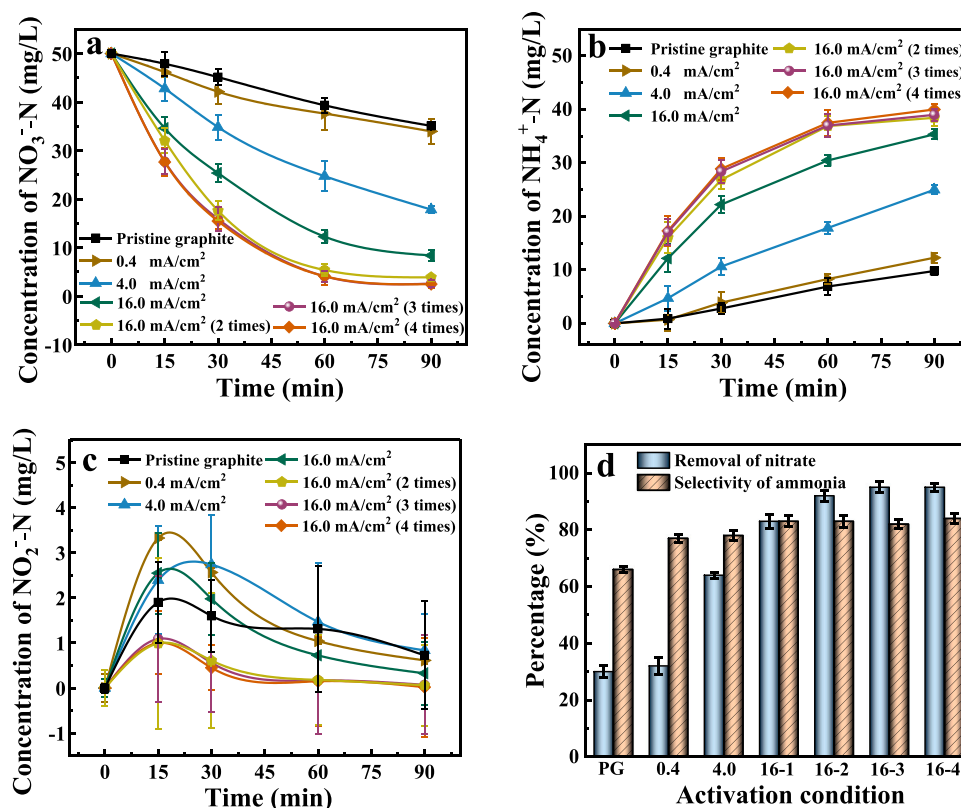 a
Concentration of NO₃⁻-N (mg/L)
60
50
40
30
20
10
0
-10
Pristine graphite
0.4 mA/cm²
4.0 mA/cm²
16.0 mA/cm²
16.0 mA/cm² (2 times)
16.0 mA/cm² (3 times)
16.0 mA/cm² (4 times)
0 15 30 45 60 75 90
Time (min)
b
Concentration of NH₄⁺-N (mg/L)
50
40
30
20
10
0
Pristine graphite
0.4 mA/cm²
4.0 mA/cm²
16.0 mA/cm²
16.0 mA/cm² (2 times)
16.0 mA/cm² (3 times)
16.0 mA/cm² (4 times)
0 15 30 45 60 75 90
Time (min)
c
Concentration of NO₂⁻-N (mg/L)
5
4
3
2
1
0
-1
Pristine graphite
0.4 mA/cm²
4.0 mA/cm²
16.0 mA/cm²
16.0 mA/cm² (2 times)
16.0 mA/cm² (3 times)
16.0 mA/cm² (4 times)
0 15 30 45 60 75 90
Time (min)
d
Percentage (%)
100
80
60
40
20
0
Removal of nitrate
Selectivity of ammonia
PG 0.4 4.0 16-1 16-2 16-3 16-4
Activation condition